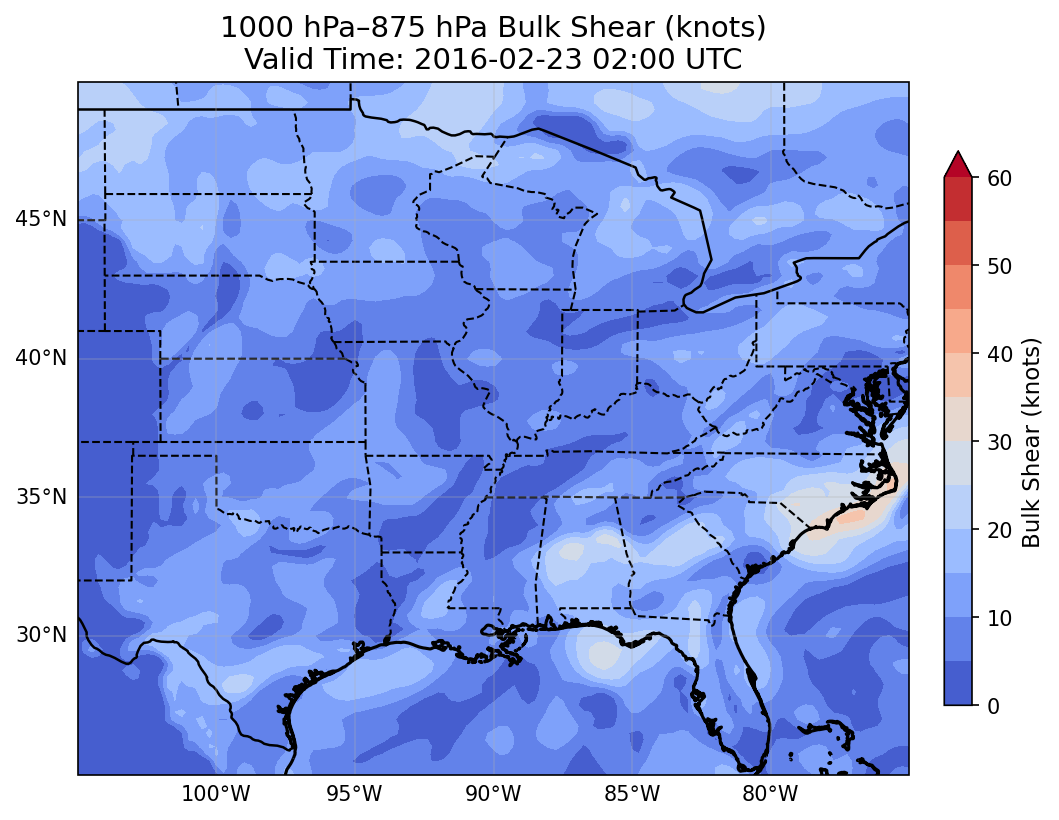 1000 hPa–875 hPa Bulk Shear (knots)
Valid Time: 2016-02-23 02:00 UTC
45°N
40°N
35°N
30°N
100°W
95°W
90°W
85°W
80°W
60
50
40
30
20
10
0
Bulk Shear (knots)